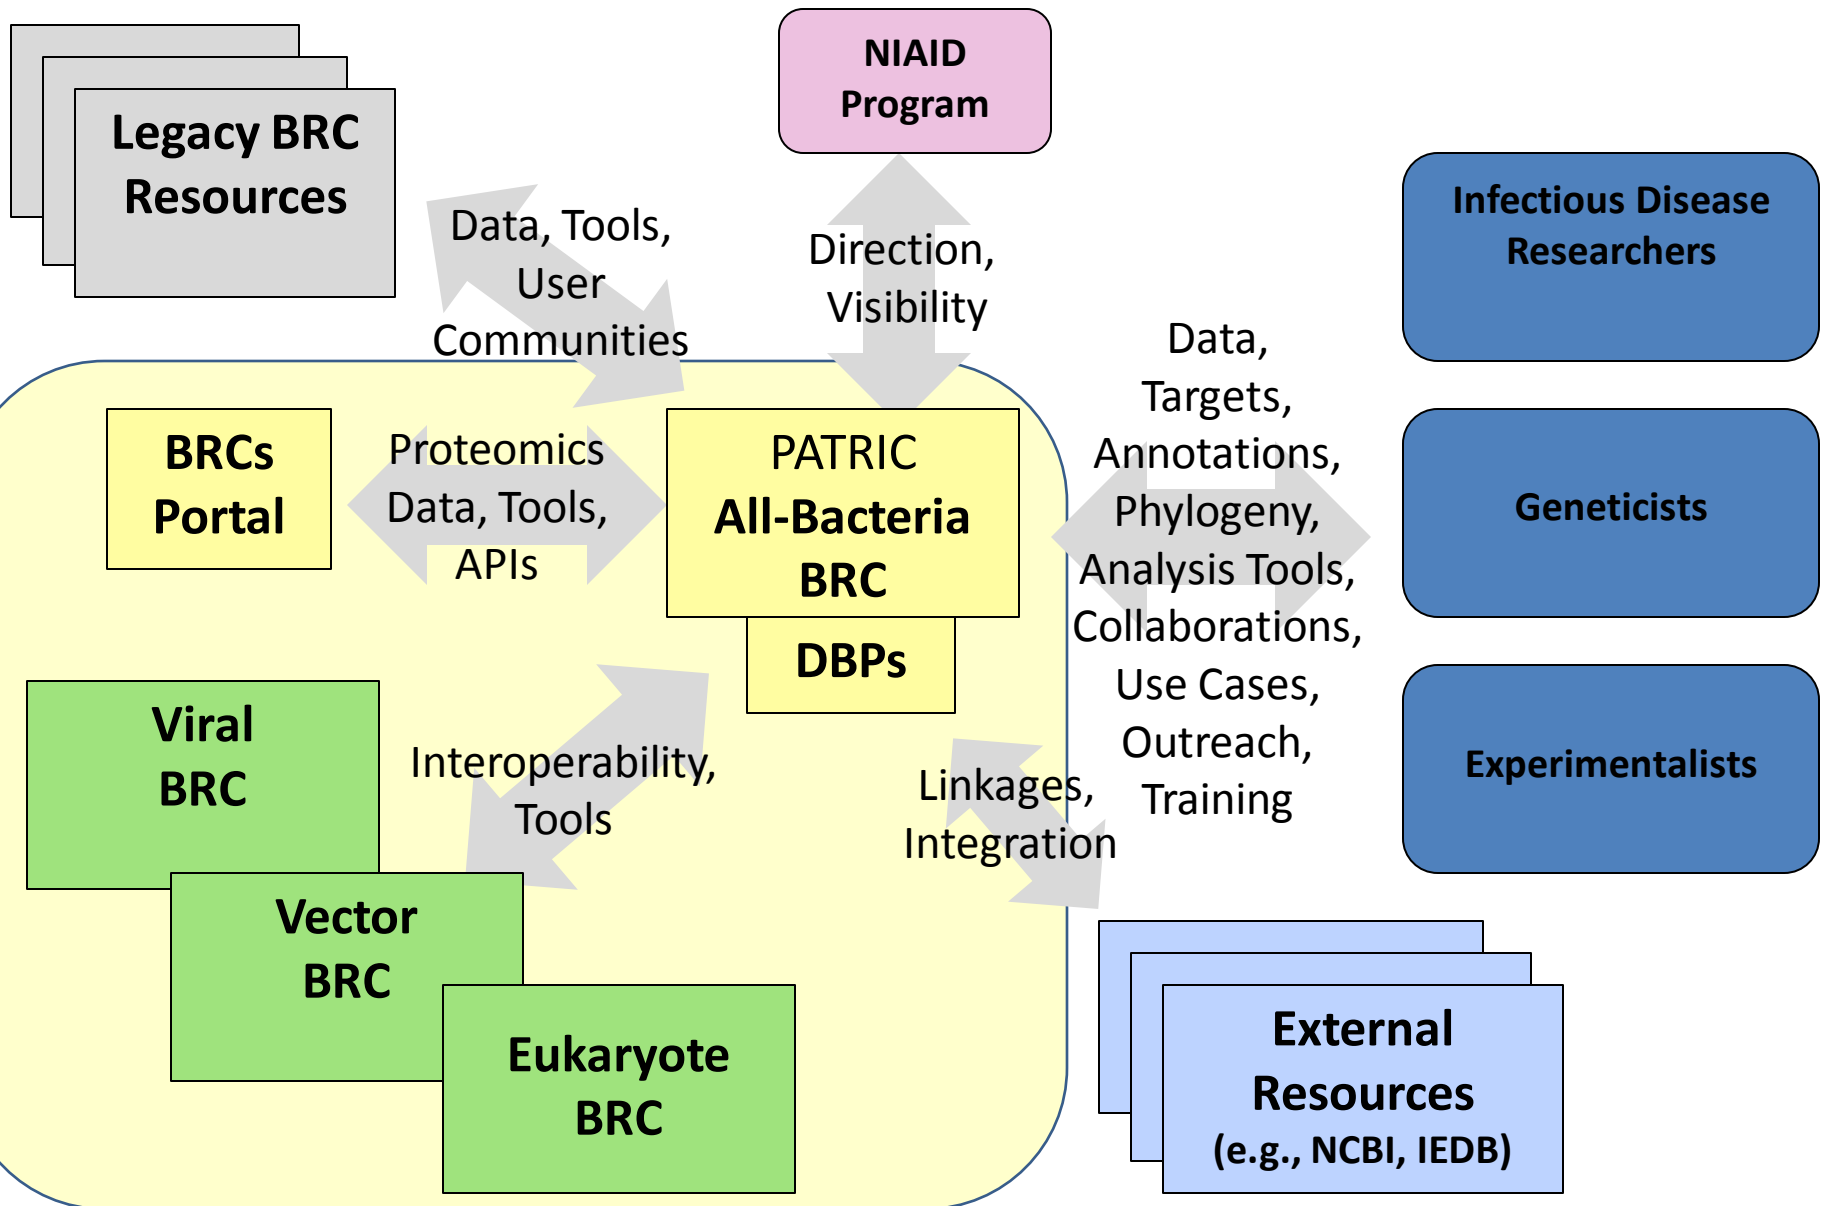 Legacy BRC
Resources
NIAID
Program
Data, Tools,
User
Communities
Direction,
Visibility
Infectious Disease
Researchers
BRCs
Portal
Proteomics
Data, Tools,
APIs
PATRIC
All-Bacteria
BRC
DBPs
Data,
Targets,
Annotations,
Phylogeny,
Analysis Tools,
Collaborations,
Use Cases,
Outreach,
Training
Geneticists
Experimentalists
Viral
BRC
Interoperability,
Tools
Linkages,
Integration
Vector
BRC
Eukaryote
BRC
External
Resources
(e.g., NCBI, IEDB)